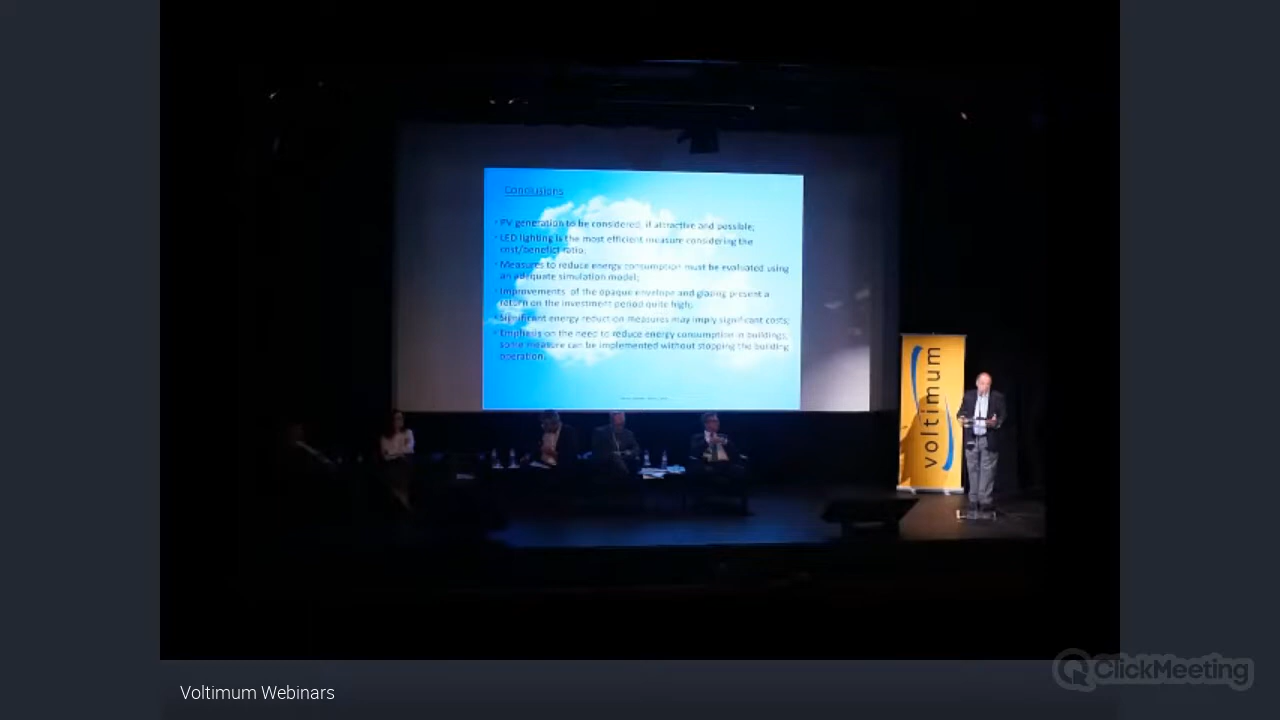 Conclusions
• PV generation to be considered, if attractive and possible;
• LED lighting is the most efficient measure considering the
cost/benefict ratio;
• Measures to reduce energy consumption must be evaluated using
an adequate simulation model;
• Improvements of the opaque envelope and glazing present a
return on the investment period quite high;
• Significant energy reduction measures may imply significant costs;
• Emphasis on the need to reduce energy consumption in buildings,
some measure can be implemented without stopping the building
operation.
voltimum
ClickMeeting
Voltimum Webinars